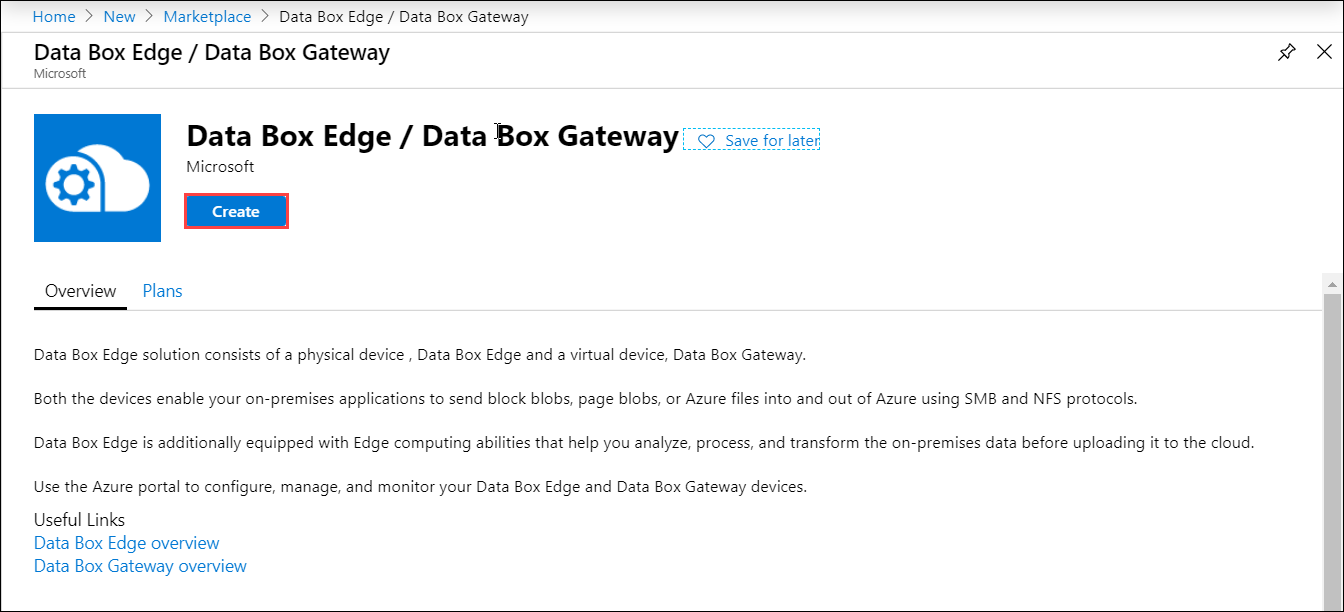 Home > New > Marketplace > Data Box Edge / Data Box Gateway
Data Box Edge / Data Box Gateway
Microsoft
Data Box Edge / Data Box Gateway
Save for later
Microsoft
Create
Overview Plans
Data Box Edge solution consists of a physical device , Data Box Edge and a virtual device, Data Box Gateway.
Both the devices enable your on-premises applications to send block blobs, page blobs, or Azure files into and out of Azure using SMB and NFS protocols.
Data Box Edge is additionally equipped with Edge computing abilities that help you analyze, process, and transform the on-premises data before uploading it to the cloud.
Use the Azure portal to configure, manage, and monitor your Data Box Edge and Data Box Gateway devices.
Useful Links
Data Box Edge overview
Data Box Gateway overview